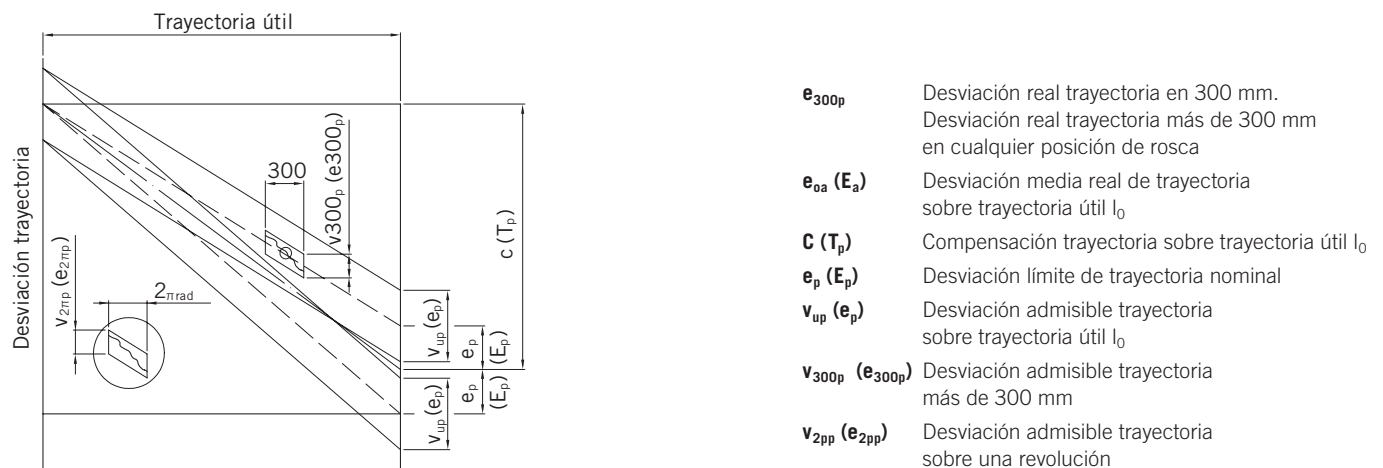 Trayectoria útil
Desviación trayectoria
300
v300p (e300p)
c (Tp)
v2πp (e2πp)
2π rad
vup (ep)
ep
(Ep)
vup (ep)
ep
(Ep)
e300p Desviación real trayectoria en 300 mm.
Desviación real trayectoria más de 300 mm
en cualquier posición de rosca
eoa (Ea) Desviación media real de trayectoria
sobre trayectoria útil l0
C (Tp) Compensación trayectoria sobre trayectoria útil l0
ep (Ep) Desviación límite de trayectoria nominal
vup (ep) Desviación admisible trayectoria
sobre trayectoria útil l0
v300p (e300p) Desviación admisible trayectoria
más de 300 mm
v2pp (e2pp) Desviación admisible trayectoria
sobre una revolución